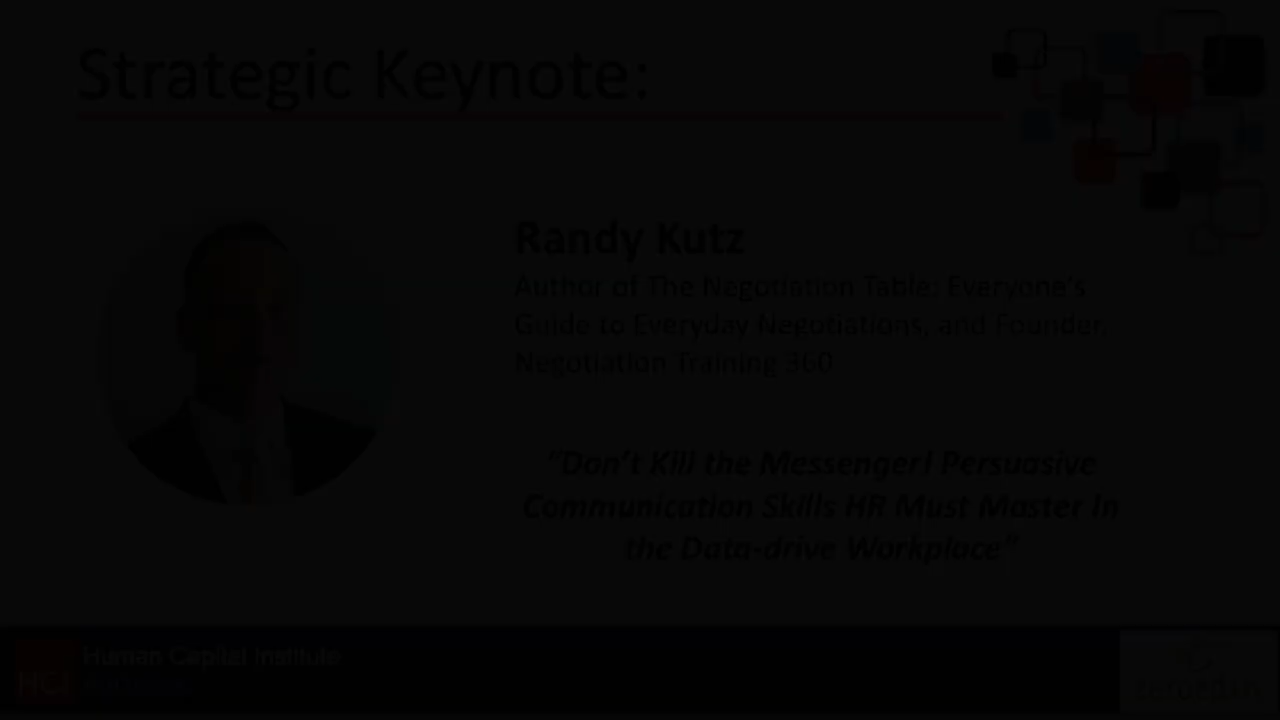 Strategic Keynote:
Randy Kutz
Author of The Negotiation Table: Everyone's
Guide to Everyday Negotiations, and Founder,
Negotiation Training 360
"Don't Kill the Messenger! Persuasive
Communication Skills HR Must Master in
the Data-drive Workplace"
Human Capital Institute
HCI